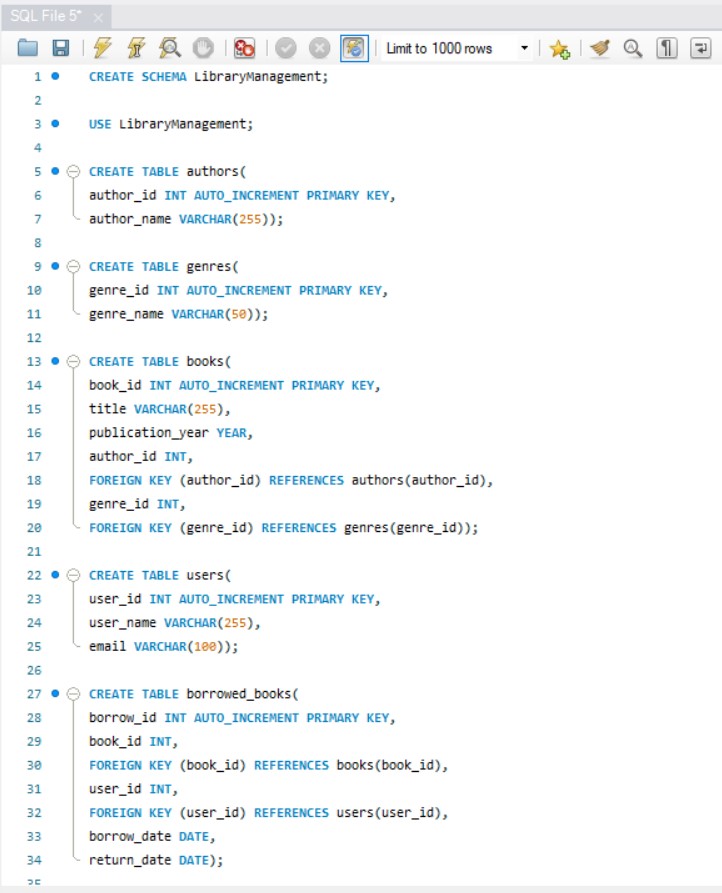 SQL File 5*
Limit to 1000 rows
1 CREATE SCHEMA LibraryManagement;
2
3 USE LibraryManagement;
4
5 CREATE TABLE authors(
6 author_id INT AUTO_INCREMENT PRIMARY KEY,
7 author_name VARCHAR(255));
8
9 CREATE TABLE genres(
10 genre_id INT AUTO_INCREMENT PRIMARY KEY,
11 genre_name VARCHAR(50));
12
13 CREATE TABLE books(
14 book_id INT AUTO_INCREMENT PRIMARY KEY,
15 title VARCHAR(255),
16 publication_year YEAR,
17 author_id INT,
18 FOREIGN KEY (author_id) REFERENCES authors(author_id),
19 genre_id INT,
20 FOREIGN KEY (genre_id) REFERENCES genres(genre_id));
21
22 CREATE TABLE users(
23 user_id INT AUTO_INCREMENT PRIMARY KEY,
24 user_name VARCHAR(255),
25 email VARCHAR(100));
26
27 CREATE TABLE borrowed_books(
28 borrow_id INT AUTO_INCREMENT PRIMARY KEY,
29 book_id INT,
30 FOREIGN KEY (book_id) REFERENCES books(book_id),
31 user_id INT,
32 FOREIGN KEY (user_id) REFERENCES users(user_id),
33 borrow_date DATE,
34 return_date DATE);
35